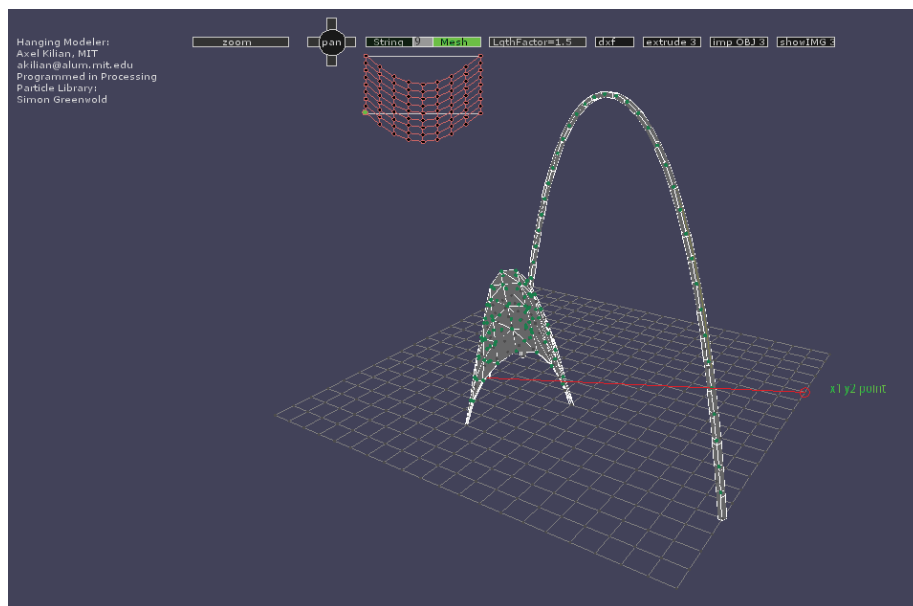 Hanging Modeler:
Axel Kilian, MIT
akilian@alum.mit.edu
Programmed in Processing
Particle Library:
Simon Greenwold
zoom
pan
String 9 Mesh
LgthFactor=1.5
dxf
extrude 3
imp OBJ 3
showIMG 3
x1 y2 point